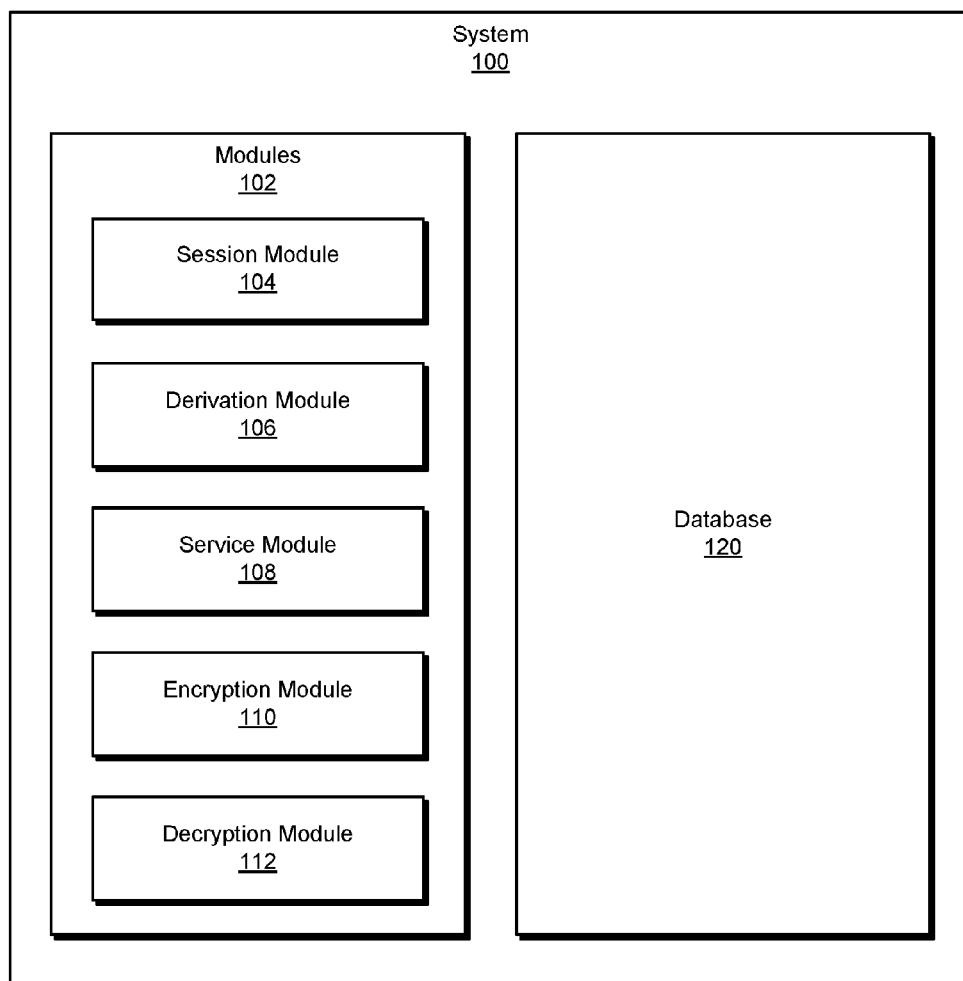 System
100
Modules
102
Session Module
104
Derivation Module
106
Service Module
108
Encryption Module
110
Decryption Module
112
Database
120